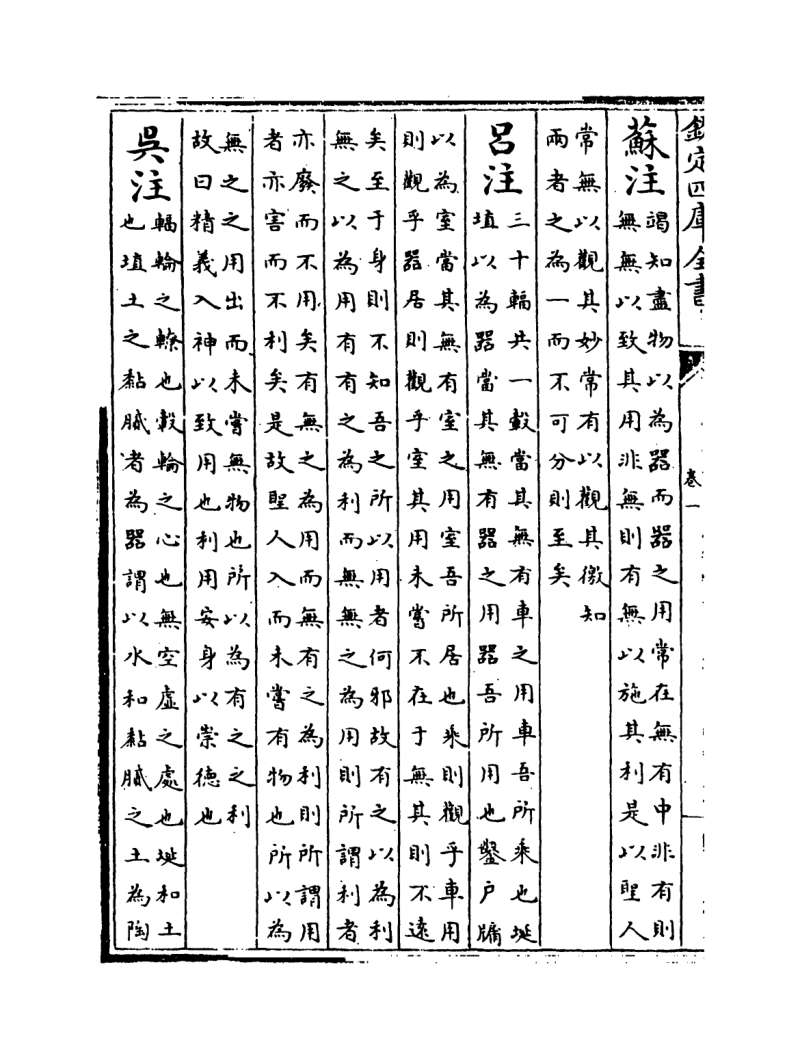 欽定四庫全書
卷一
蘇注
竭知盡物以為器而器之用常在無有中非有則
無無以致其用非無則有無以施其利是以聖人
常無以觀其妙常有以觀其徼知
兩者之為一而不可分則至矣
呂注
三十輻共一轂當其無有車之用車吾所乘也埏
埴以為器當其無有器之用器吾所用也鑿户牖
以為室當其無有室之用室吾所居也乘則觀乎車用
則觀乎器居則觀乎室其用未嘗不在于無其則不遠
矣至于身則不知吾之所以用者何邪故有之以為利
無之以為用有有之為利而無無之為用則所謂利者
亦廢而不用矣有無之為用而無有之為利則所謂用
者亦害而不利矣是故聖人入而未嘗有物也所以為
無之之用出而未嘗無物也所以為有之之利
故曰精義入神以致用也利用安身以崇德也
吳注
輻輪之轑也轂輪之心也無空虛之處也埏和土
也埴土之黏膩者為器謂以水和黏膩之土為陶